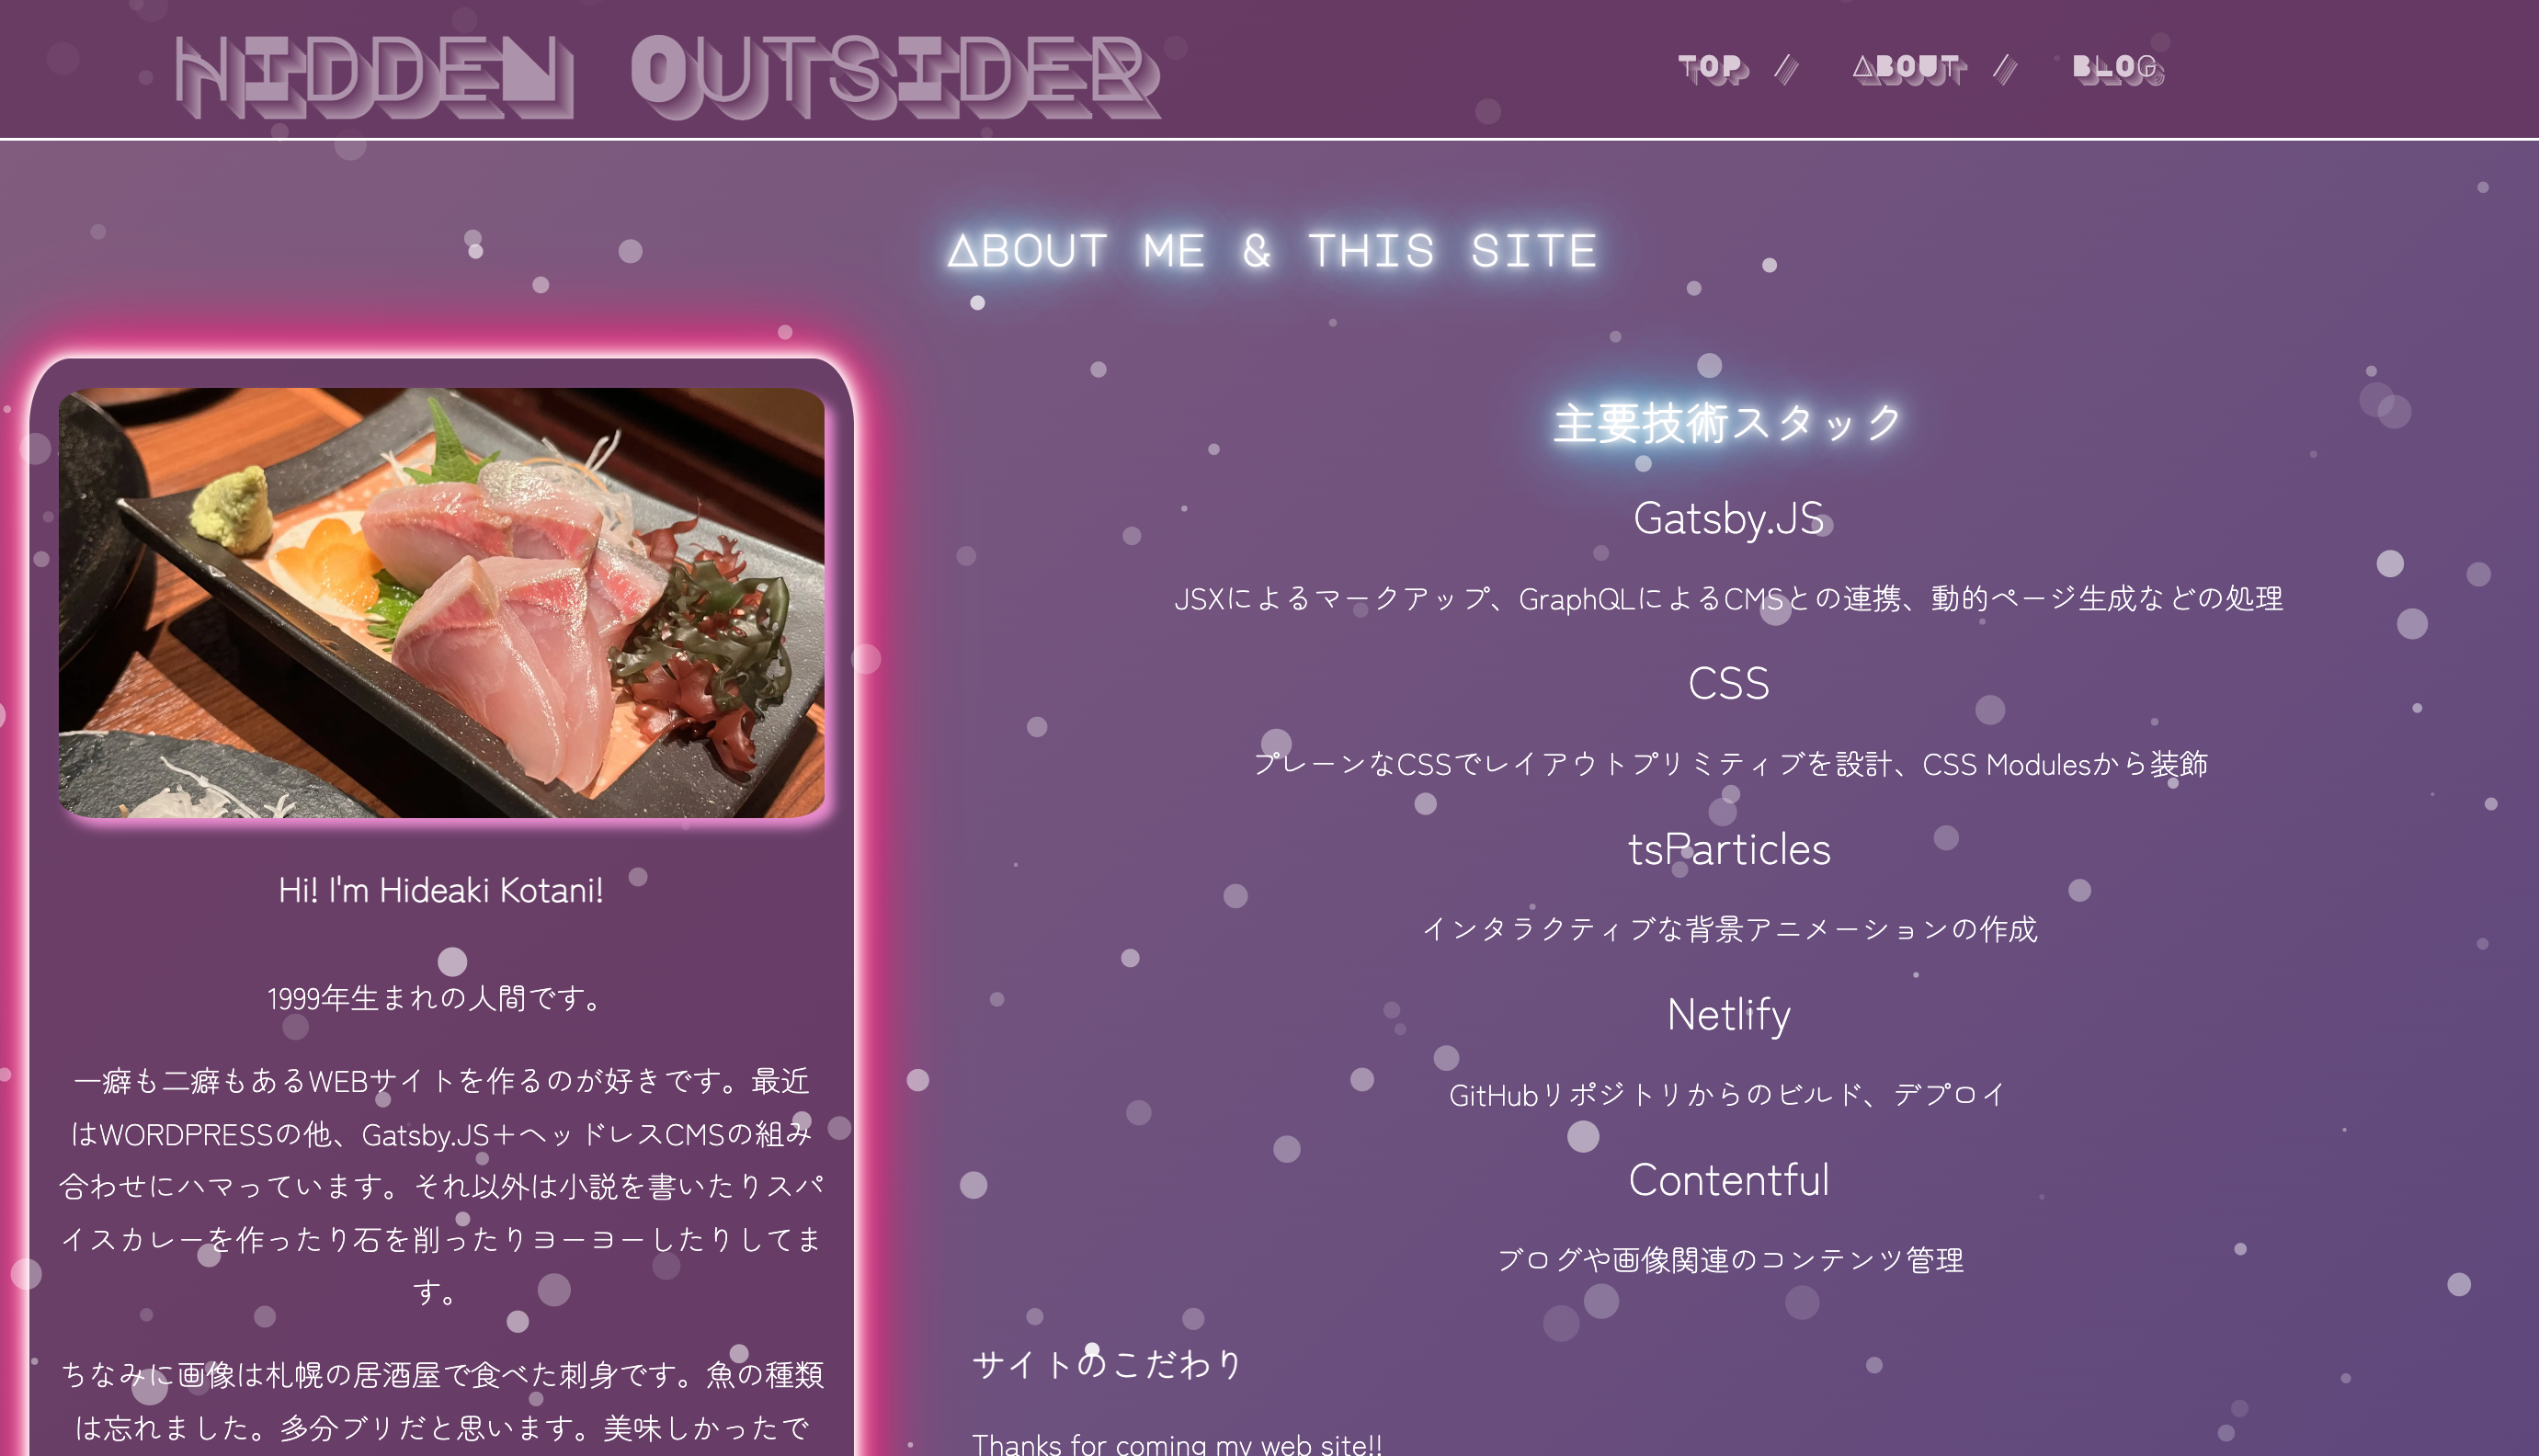 HIDDEN OUTSIDER
TOP // ABOUT // BLOG
ABOUT ME & THIS SITE
Hi! I'm Hideaki Kotani!
1999年生まれの人間です。
一癖も二癖もあるWEBサイトを作るのが好きです。最近
はWORDPRESSの他、Gatsby.JS＋ヘッドレスCMSの組み
合わせにハマっています。それ以外は小説を書いたりスパ
イスカレーを作ったり石を削ったりヨーヨーしたりしてま
す。
ちなみに画像は札幌の居酒屋で食べた刺身です。魚の種類
は忘れました。多分ブリだと思います。美味しかったで
主要技術スタック
Gatsby.JS
JSXによるマークアップ、GraphQLによるCMSとの連携、動的ページ生成などの処理
CSS
プレーンなCSSでレイアウトプリミティブを設計、CSS Modulesから装飾
tsParticles
インタラクティブな背景アニメーションの作成
Netlify
GitHubリポジトリからのビルド、デプロイ
Contentful
ブログや画像関連のコンテンツ管理
サイトのこだわり
Thanks for coming my web site!!